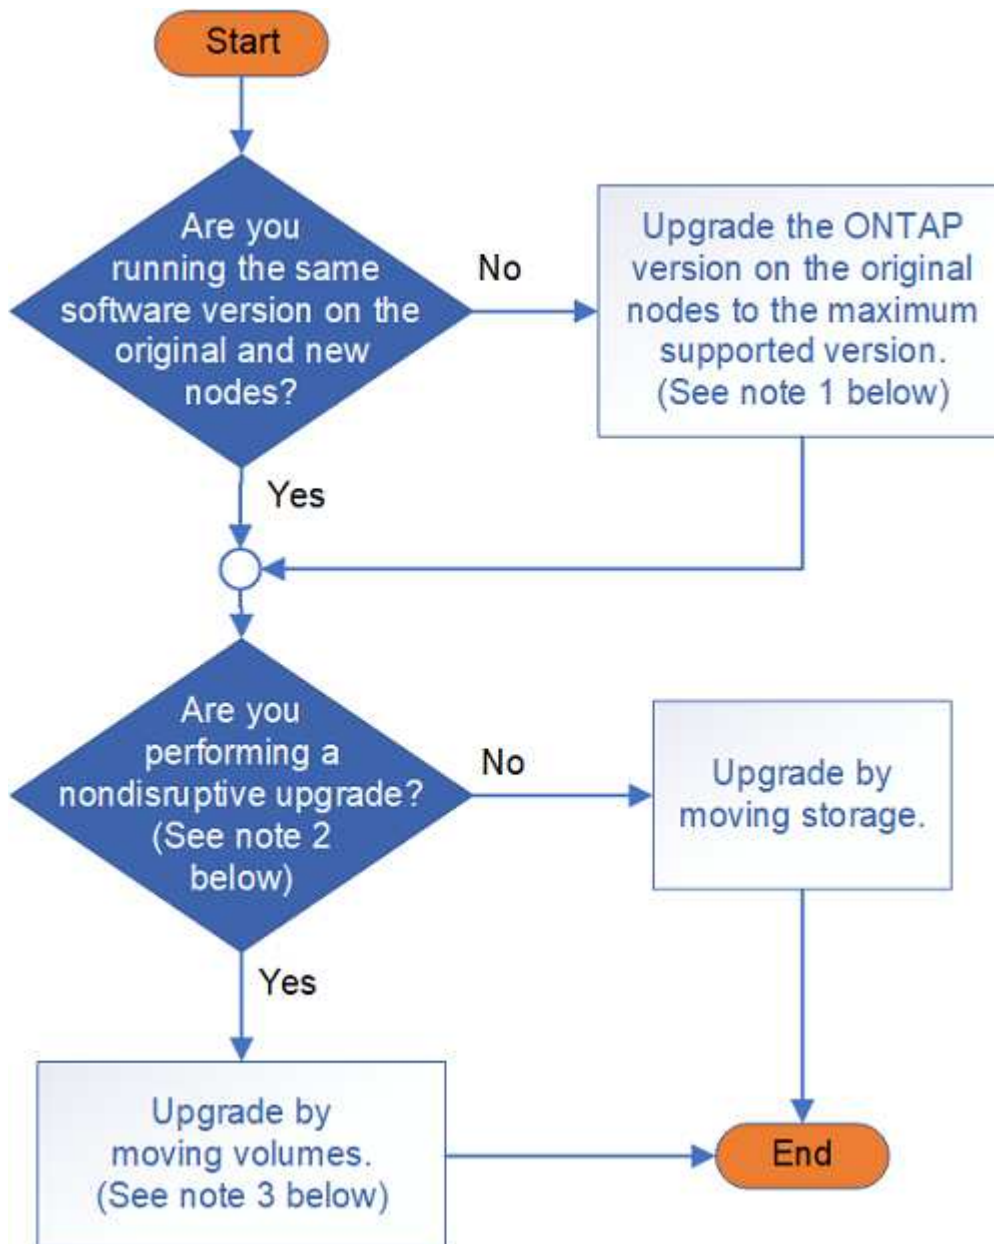 Start
Are you
running the same
software version on the
original and new
nodes?
No
Upgrade the ONTAP
version on the original
nodes to the maximum
supported version.
(See note 1 below)
Yes
Are you
performing a
nondisruptive upgrade?
(See note 2
below)
No
Upgrade by
moving storage.
Yes
Upgrade by
moving volumes.
(See note 3 below)
End